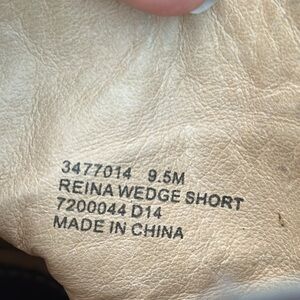 3477014 9.5M
REINA WEDGE SHORT
7200044 D14
MADE IN CHINA